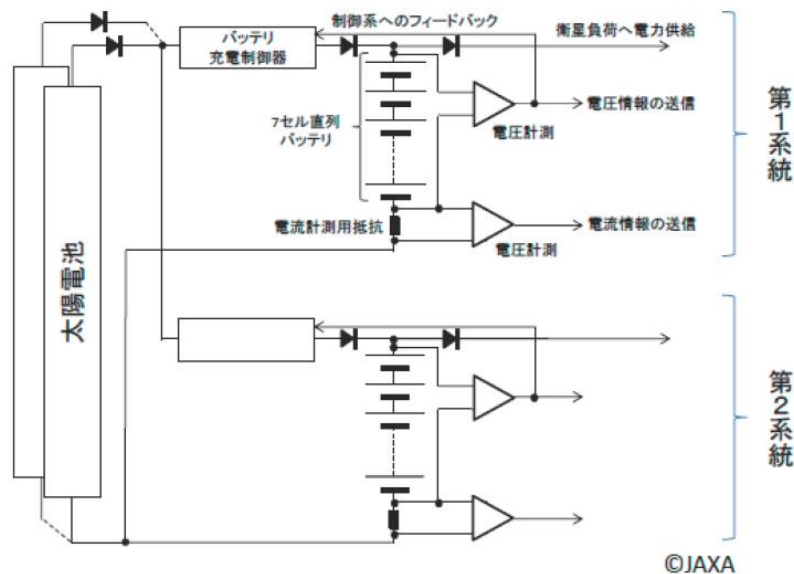 制御系へのフィードバック
バッテリ
充電制御器
衛星負荷へ電力供給
7セル直列
バッテリ
電圧情報の送信
電圧計測
第1系統
電流計測用抵抗
電流情報の送信
電圧計測
太陽電池
第2系統
©JAXA